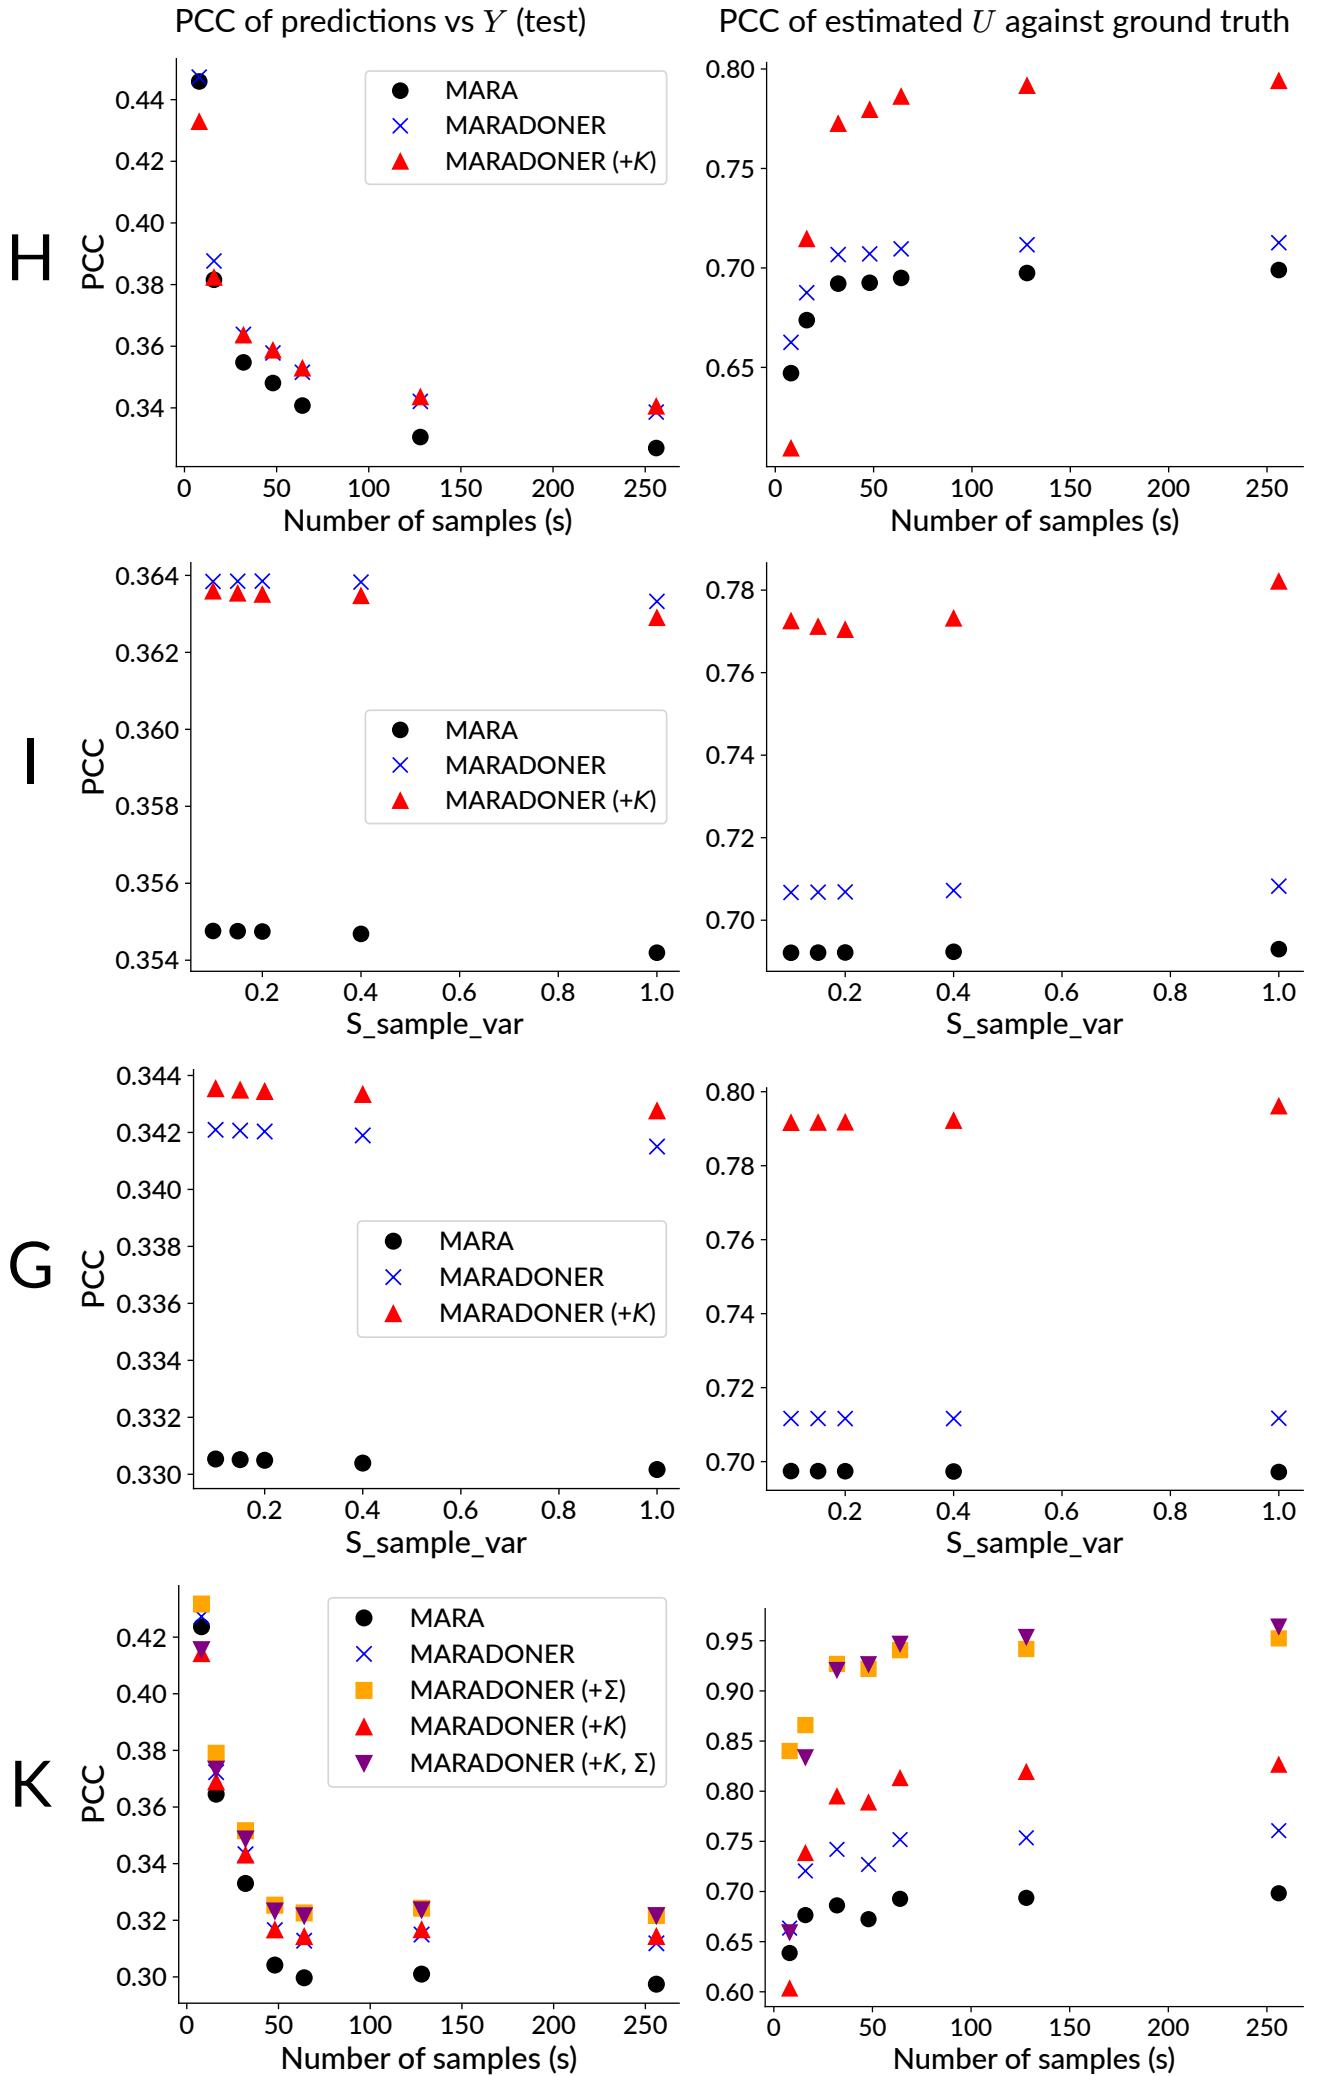 PCC of predictions vs Y (test)
PCC of estimated U against ground truth
H
PCC
0.44
0.42
0.40
0.38
0.36
0.34
MARA
MARADONER
MARADONER (+K)
0 50 100 150 200 250
Number of samples (s)
0.80
0.75
0.70
0.65
0 50 100 150 200 250
Number of samples (s)
I
PCC
0.364
0.362
0.360
0.358
0.356
0.354
MARA
MARADONER
MARADONER (+K)
0.2 0.4 0.6 0.8 1.0
S_sample_var
0.78
0.76
0.74
0.72
0.70
0.2 0.4 0.6 0.8 1.0
S_sample_var
G
PCC
0.344
0.342
0.340
0.338
0.336
0.334
0.332
0.330
MARA
MARADONER
MARADONER (+K)
0.2 0.4 0.6 0.8 1.0
S_sample_var
0.80
0.78
0.76
0.74
0.72
0.70
0.2 0.4 0.6 0.8 1.0
S_sample_var
K
PCC
0.42
0.40
0.38
0.36
0.34
0.32
0.30
MARA
MARADONER
MARADONER (+Σ)
MARADONER (+K)
MARADONER (+K, Σ)
0 50 100 150 200 250
Number of samples (s)
0.95
0.90
0.85
0.80
0.75
0.70
0.65
0.60
0 50 100 150 200 250
Number of samples (s)